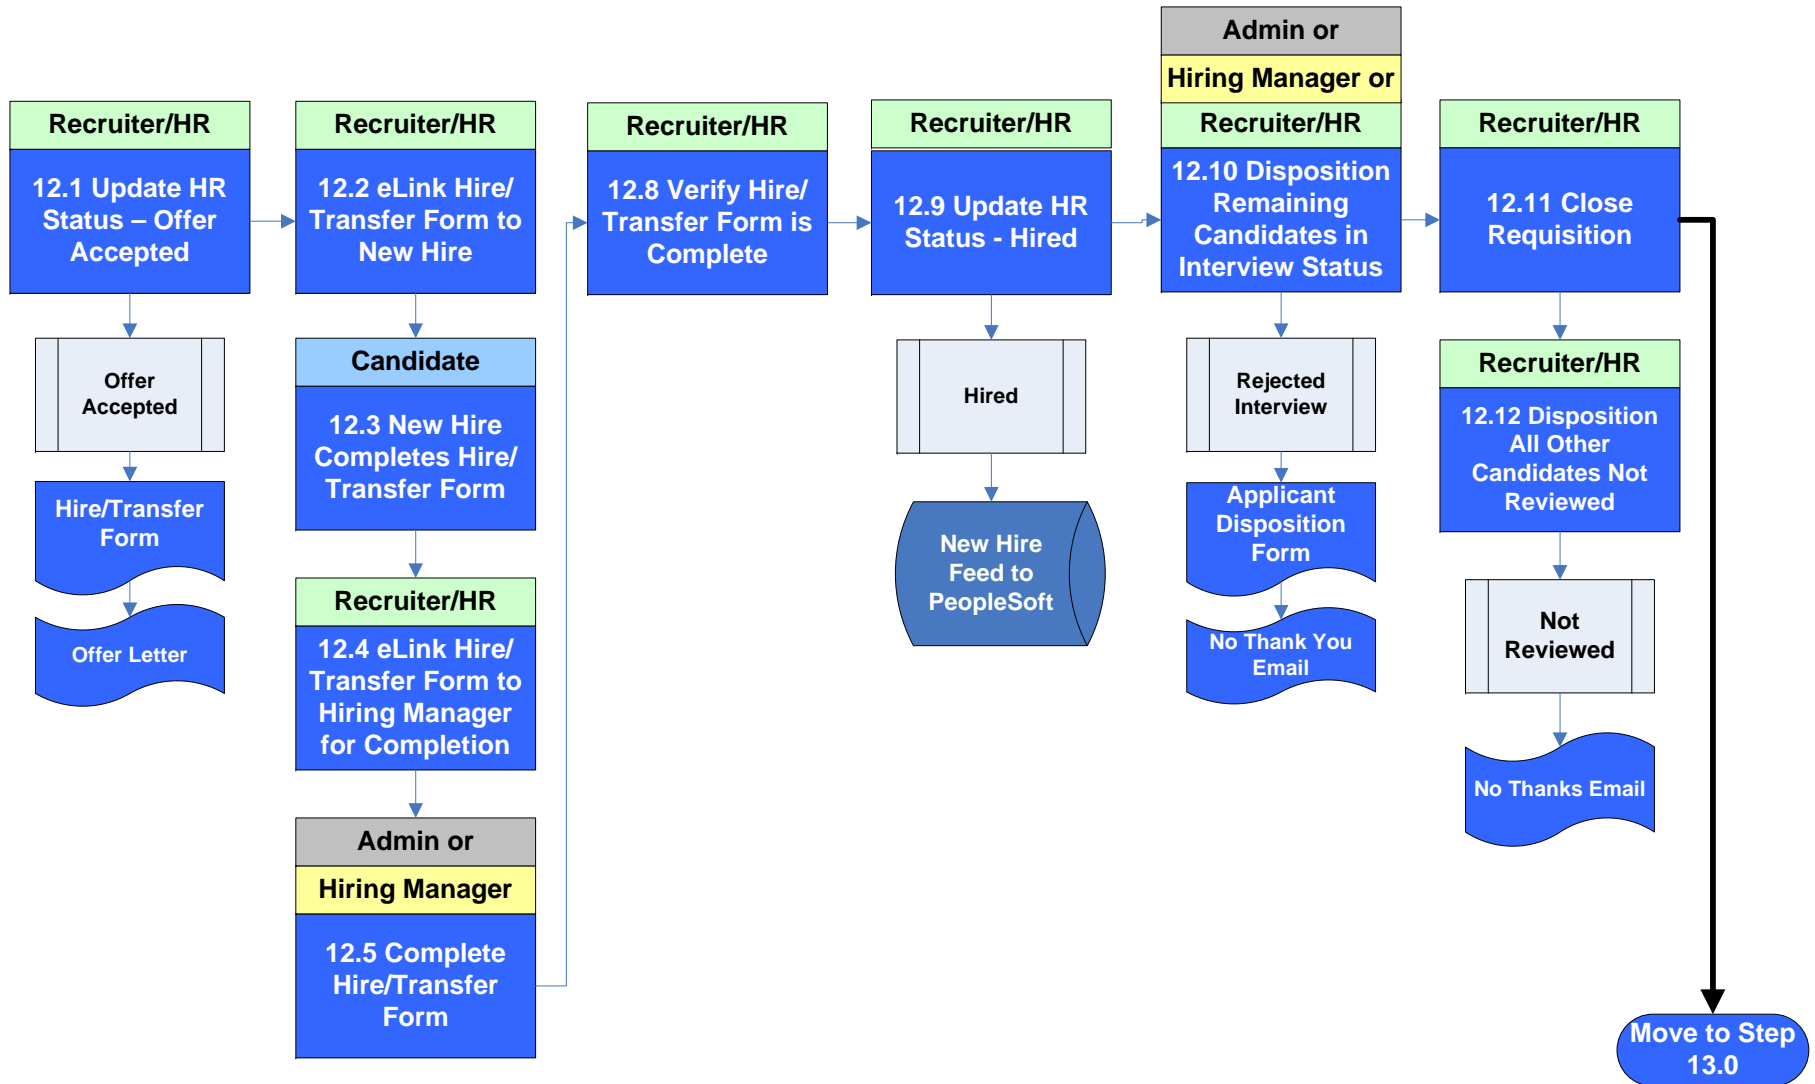 Recruiter/HR
12.1 Update HR
Status – Offer
Accepted
Offer
Accepted
Hire/Transfer
Form
Offer Letter
Recruiter/HR
12.2 eLink Hire/
Transfer Form to
New Hire
Candidate
12.3 New Hire
Completes Hire/
Transfer Form
Recruiter/HR
12.4 eLink Hire/
Transfer Form to
Hiring Manager
for Completion
Admin or
Hiring Manager
12.5 Complete
Hire/Transfer
Form
Recruiter/HR
12.8 Verify Hire/
Transfer Form is
Complete
Recruiter/HR
12.9 Update HR
Status - Hired
Hired
New Hire
Feed to
PeopleSoft
Admin or
Hiring Manager or
Recruiter/HR
12.10 Disposition
Remaining
Candidates in
Interview Status
Rejected
Interview
Applicant
Disposition
Form
No Thank You
Email
Recruiter/HR
12.11 Close
Requisition
Recruiter/HR
12.12 Disposition
All Other
Candidates Not
Reviewed
Not
Reviewed
No Thanks Email
Move to Step
13.0